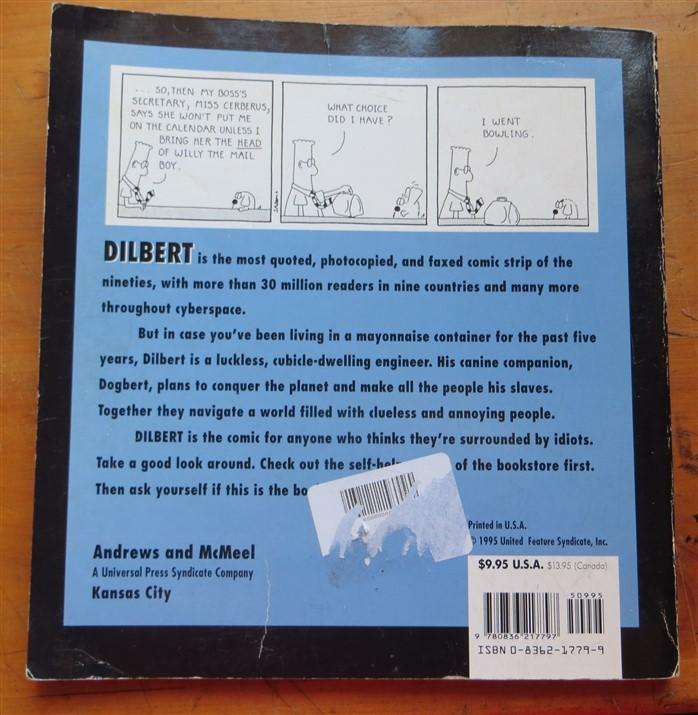 ... SO, THEN MY BOSS'S
SECRETARY, MISS CERBERUS,
SAYS SHE WON'T PUT ME
ON THE CALENDAR UNLESS I
BRING HER THE HEAD
OF WILLY THE MAIL
BOY.
WHAT CHOICE
DID I HAVE?
I WENT
BOWLING.
DILBERT is the most quoted, photocopied, and faxed comic strip of the
nineties, with more than 30 million readers in nine countries and many more
throughout cyberspace.
But in case you've been living in a mayonnaise container for the past five
years, Dilbert is a luckless, cubicle-dwelling engineer. His canine companion,
Dogbert, plans to conquer the planet and make all the people his slaves.
Together they navigate a world filled with clueless and annoying people.
DILBERT is the comic for anyone who thinks they're surrounded by idiots.
Take a good look around. Check out the of the bookstore first.
Then ask yourself if this is the
Printed in U.S.A.
1995 United Feature Syndicate, Inc.
Andrews and McMeel
A Universal Press Syndicate Company
Kansas City
$9.95 U.S.A. $13.95 (Canada)
50995
9 780836 217797
ISBN 0-8362-1779-9